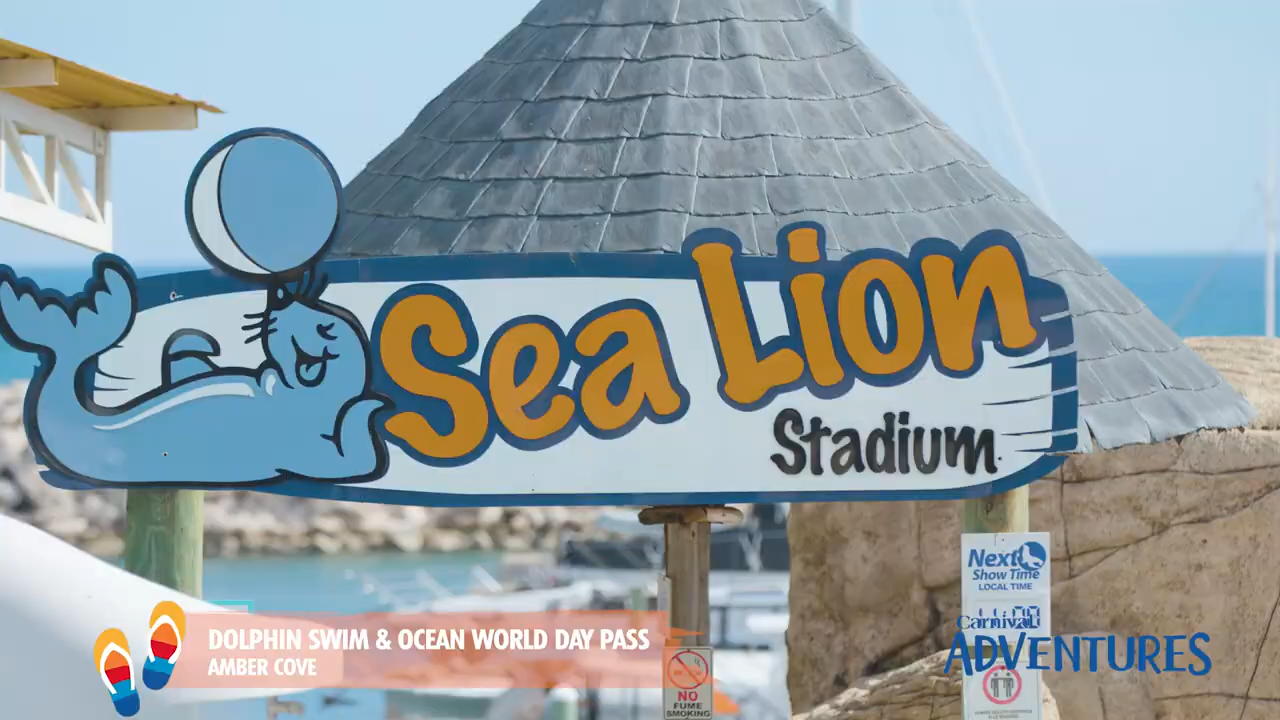 Sea Lion
Stadium
Next
Show Time
LOCAL TIME
Carnival
ADVENTURES
DOLPHIN SWIM & OCEAN WORLD DAY PASS
AMBER COVE
NO
FUME
SMOKING